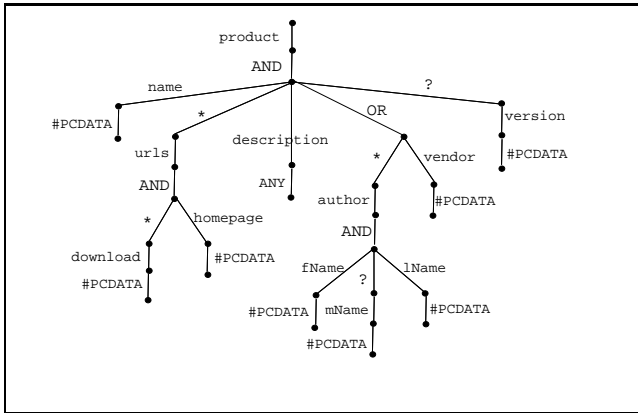 product
AND
name
?
*
OR
#PCDATA
version
urls
description
*
vendor
#PCDATA
AND
ANY
author
#PCDATA
*
homepage
AND
download
#PCDATA
fName
?
lName
#PCDATA
#PCDATA
mName
#PCDATA
#PCDATA